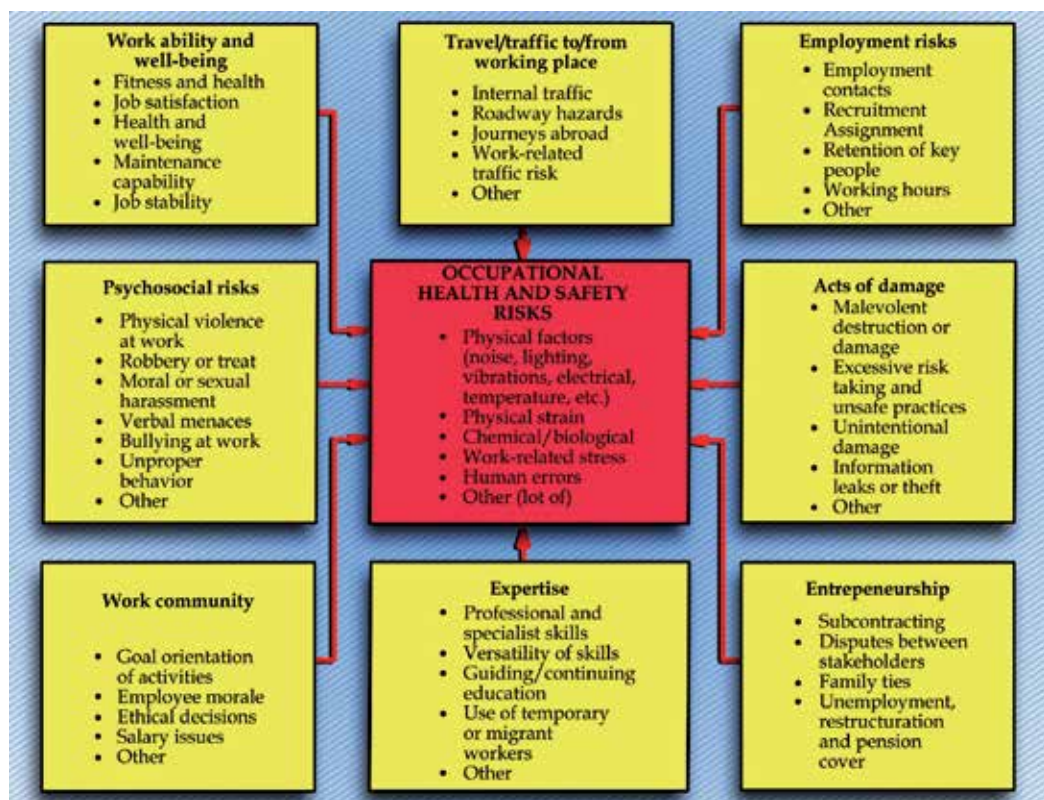 Work ability and
well-being
• Fitness and health
• Job satisfaction
• Health and
well-being
• Maintenance
capability
• Job stability
Travel/traffic to/from
working place
• Internal traffic
• Roadway hazards
• Journeys abroad
• Work-related
traffic risk
• Other
Employment risks
• Employment
contacts
• Recruitment
Assignment
• Retention of key
people
• Working hours
• Other
Psychosocial risks
• Physical violence
at work
• Robbery or treat
• Moral or sexual
harassment
• Verbal menaces
• Bullying at work
• Unproper
behavior
• Other
OCCUPATIONAL
HEALTH AND SAFETY
RISKS
• Physical factors
(noise, lighting,
vibrations, electrical,
temperature, etc.)
• Physical strain
• Chemical/biological
• Work-related stress
• Human errors
• Other (lot of)
Acts of damage
• Malevolent
destruction or
damage
• Excessive risk
taking and
unsafe practices
• Unintentional
damage
• Information
leaks or theft
• Other
Work community
• Goal orientation
of activities
• Employee morale
• Ethical decisions
• Salary issues
• Other
Expertise
• Professional and
specialist skills
• Versatility of skills
• Guiding/continuing
education
• Use of temporary
or migrant
workers
• Other
Entrepeneurship
• Subcontracting
• Disputes between
stakeholders
• Family ties
• Unemployment,
restructuration
and pension
cover